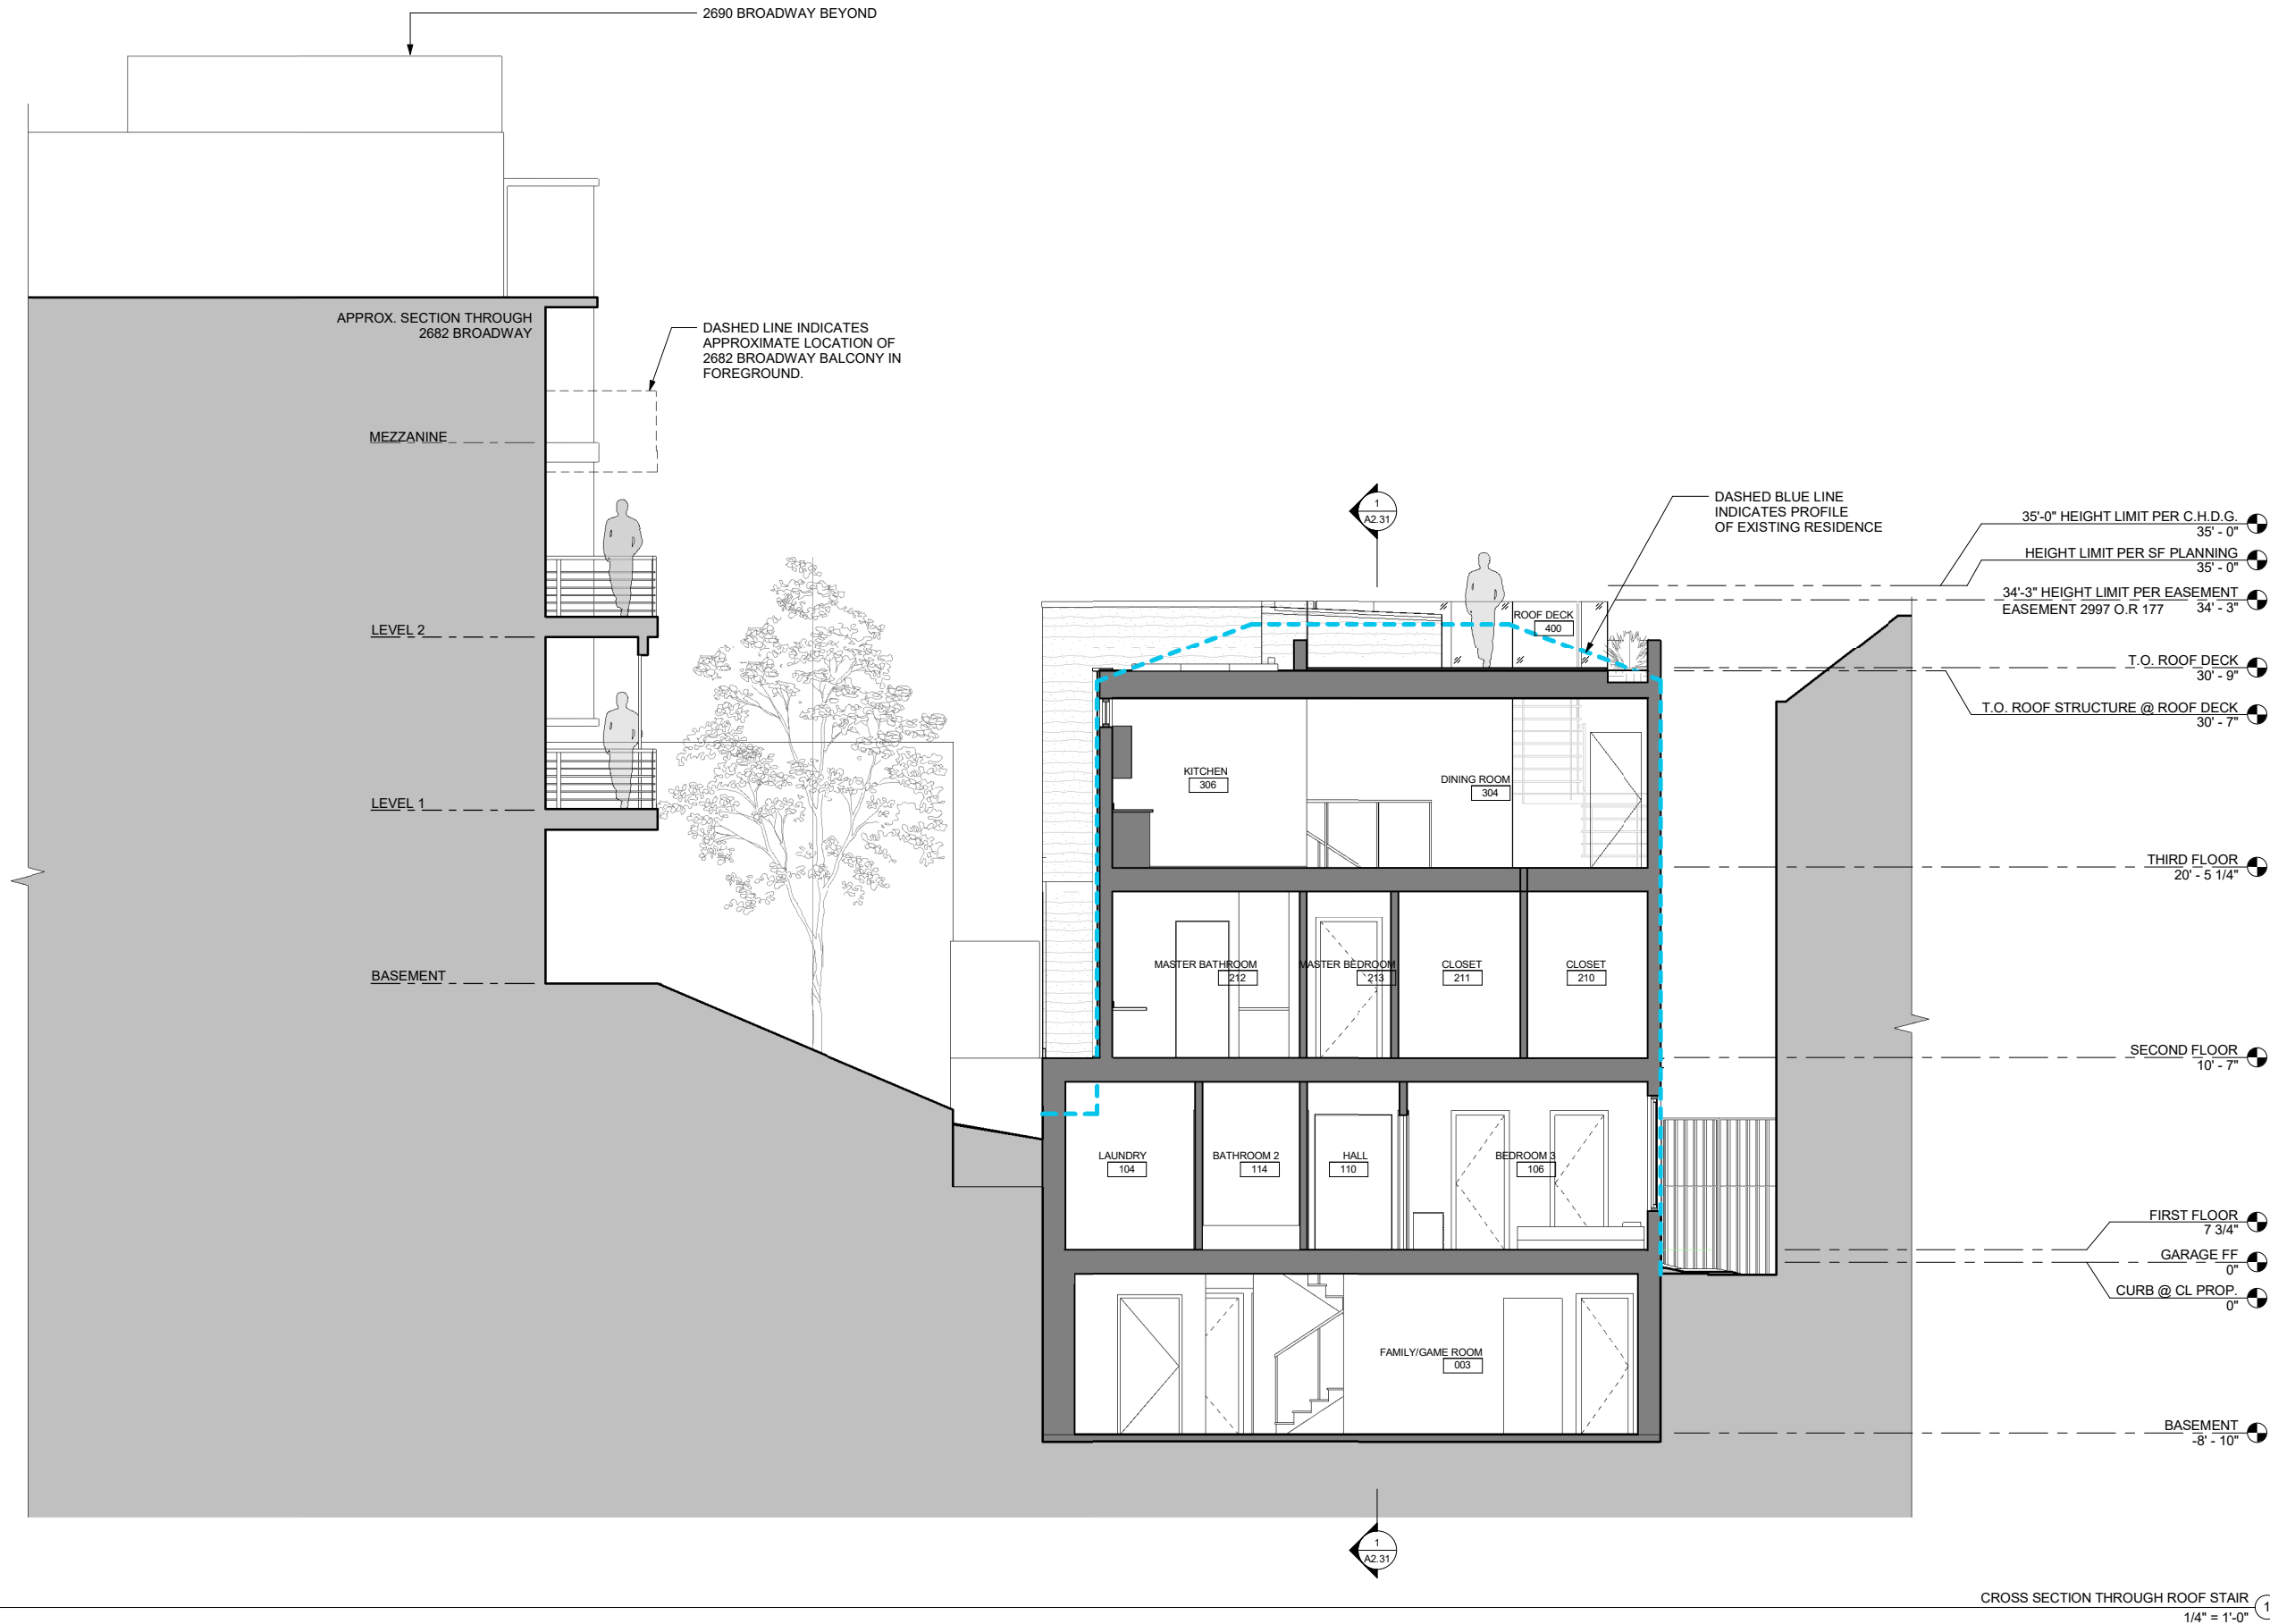 2690 BROADWAY BEYOND
APPROX. SECTION THROUGH
2682 BROADWAY
DASHED LINE INDICATES
APPROXIMATE LOCATION OF
2682 BROADWAY BALCONY IN
FOREGROUND.
MEZZANINE
LEVEL 2
LEVEL 1
BASEMENT
1
A2.31
DASHED BLUE LINE
INDICATES PROFILE
OF EXISTING RESIDENCE
35'-0" HEIGHT LIMIT PER C.H.D.G.
35' - 0"
HEIGHT LIMIT PER SF PLANNING
35' - 0"
34'-3" HEIGHT LIMIT PER EASEMENT
EASEMENT 2997 O.R 177 34' - 3"
T.O. ROOF DECK
30' - 9"
T.O. ROOF STRUCTURE @ ROOF DECK
30' - 7"
THIRD FLOOR
20' - 5 1/4"
SECOND FLOOR
10' - 7"
FIRST FLOOR
7 3/4"
GARAGE FF
0"
CURB @ CL PROP.
0"
BASEMENT
-8' - 10"
ROOF DECK
400
KITCHEN
306
DINING ROOM
304
MASTER BATHROOM
212
MASTER BEDROOM
213
CLOSET
211
CLOSET
210
LAUNDRY
104
BATHROOM 2
114
HALL
110
BEDROOM 3
106
FAMILY/GAME ROOM
003
1
A2.31
CROSS SECTION THROUGH ROOF STAIR 1
1/4" = 1'-0"